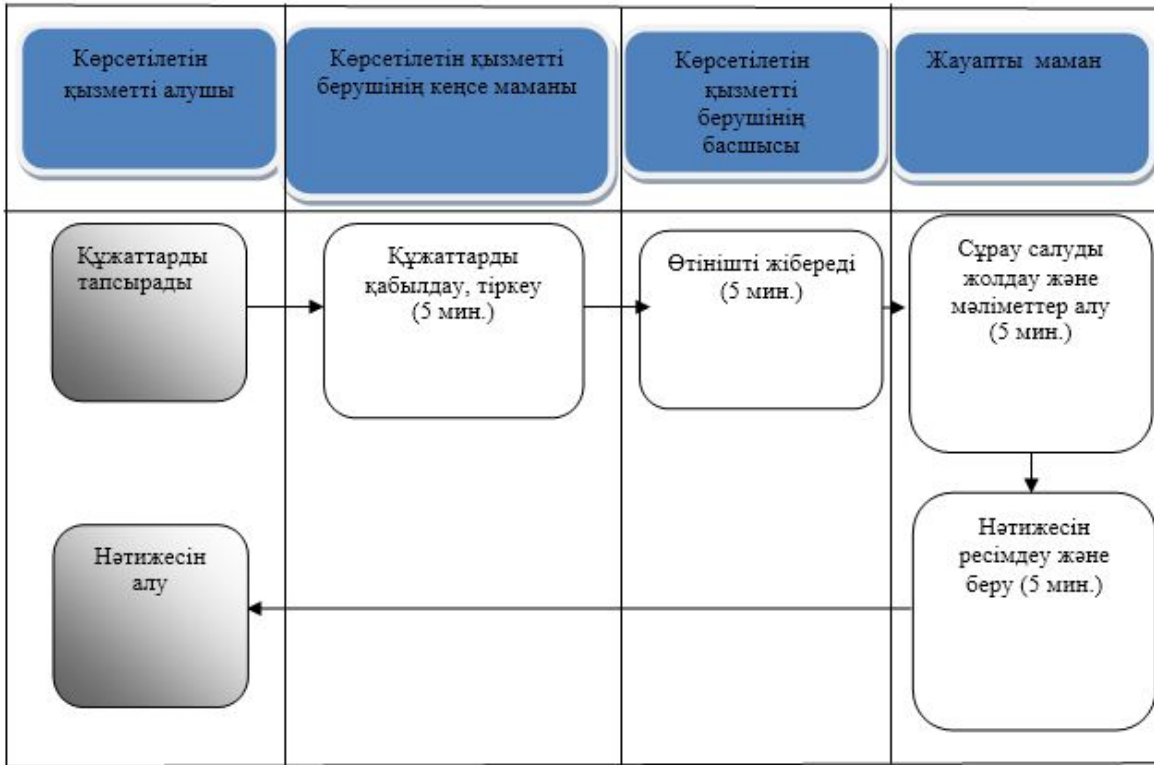 Көрсетілетін
қызметті алушы
Көрсетілетін қызметті
берушінің кеңсе маманы
Көрсетілетін
қызметті
берушінің
басшысы
Жауапты маман
Құжаттарды
тапсырады
Құжаттарды
қабылдау, тіркеу
(5 мин.)
Өтінішті жібереді
(5 мин.)
Сұрау салуды
жолдау және
мәліметтер алу
(5 мин.)
Нәтижесін
алу
Нәтижесін
ресімдеу және
беру (5 мин.)